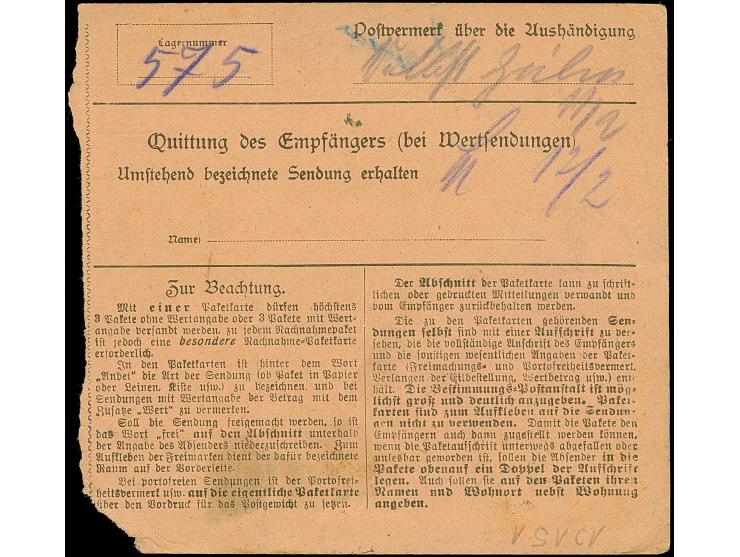 Lagernummer
575
Postvermerk über die Aushändigung
11/2
Quittung des Empfängers (bei Wertsendungen)
Umstehend bezeichnete Sendung erhalten
12/2
Name:
Zur Beachtung.
Mit einer Paketkarte dürfen höchstens
3 Pakete ohne Wertangabe oder 3 Pakete mit Wert-
angabe versandt werden, zu jedem Nachnahmepaket
ist jedoch eine besondere Nachnahme-Paketkarte
erforderlich.
In den Paketkarten ist hinter dem Wort
„Anbei“ die Art der Sendung (ob Paket in Papier
oder Leinen, Kiste usw.) zu bezeichnen, und bei
Sendungen mit Wertangabe der Betrag mit dem
Zusatze „Wert“ zu vermerken.
Soll die Sendung freigemacht werden, so ist
das Wort „frei“ auf den Abschnitt unterhalb
der Angabe des Absenders niederzuschreiben. Zum
Aufkleben der Freimarken dient der dafür bezeichnete
Raum auf der Vorderseite.
Bei portofreien Sendungen ist der Portofrei-
heitsvermerk usw. auf die eigentliche Paketkarte
über den Vordruck für das Postgewicht zu setzen.
Der Abschnitt der Paketkarte kann zu schrift-
lichen oder gedruckten Mitteilungen verwandt und
vom Empfänger zurückbehalten werden.
Die zu den Paketkarten gehörenden Sen-
dungen selbst sind mit einer Aufschrift zu ver-
sehen, die die vollständige Anschrift des Empfängers
und die sonstigen wesentlichen Angaben der Paket-
karte (Freimachungs- und Portofreiheitsvermerk,
Verlangen der Eilbestellung, Wertbetrag usw.) ent-
hält. Die Bestimmungs-Postanstalt ist mög-
lichst groß und deutlich anzugeben. Paket-
karten sind zum Aufkleben auf die Sendun-
gen nicht zu verwenden. Damit die Pakete den
Empfängern auch dann zugestellt werden können,
wenn die Paketaufschrift unterwegs abgefallen oder
unlesbar geworden ist, sollen die Absender in die
Pakete obenauf ein Doppel der Aufschrift
legen. Auch sollen sie auf den Paketen ihren
Namen und Wohnort nebst Wohnung
angeben.